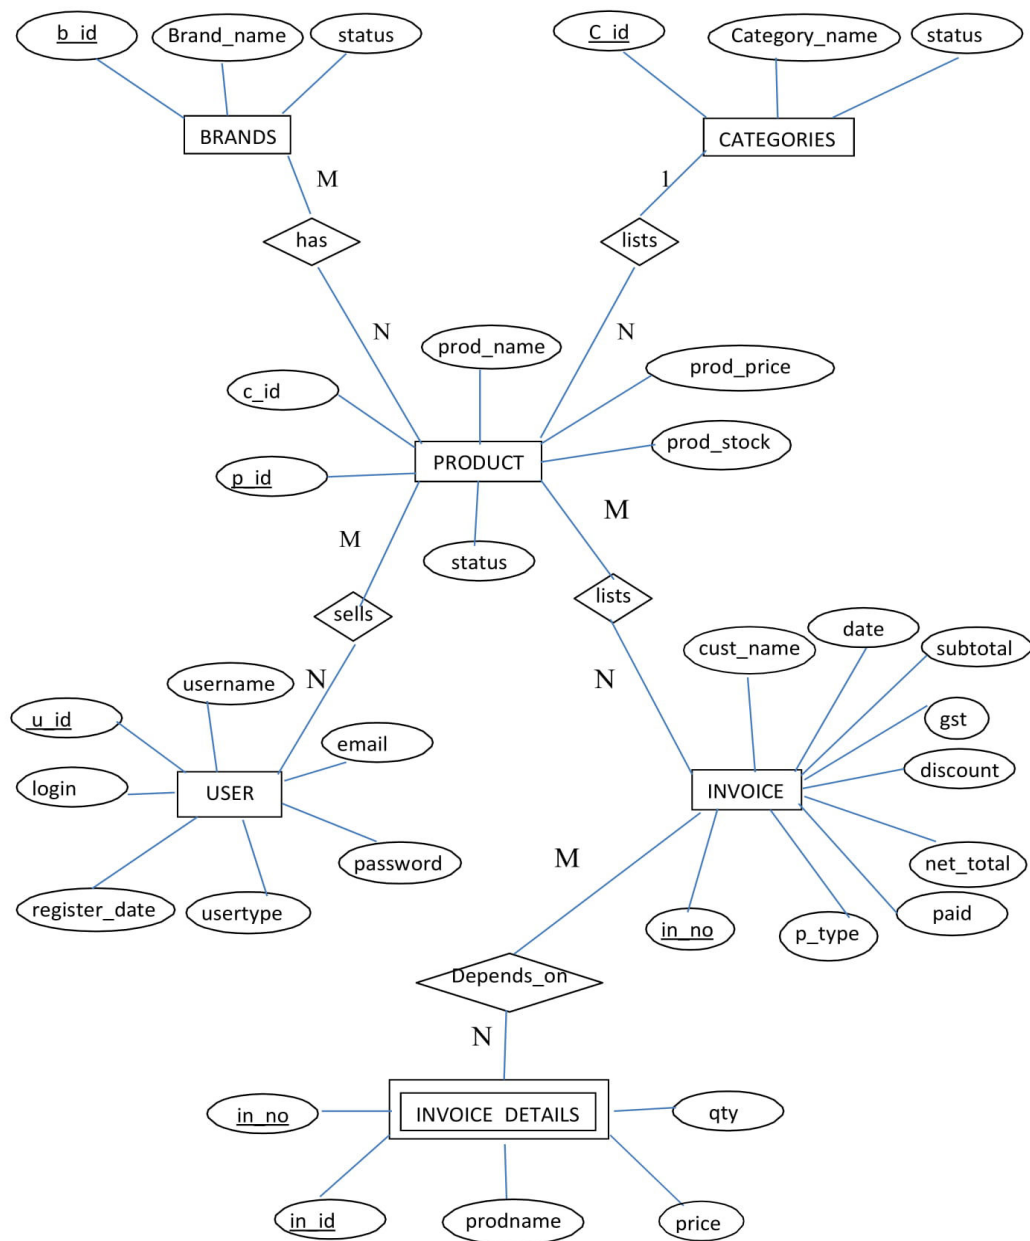 b_id
Brand_name
status
C_id
Category_name
status
BRANDS
CATEGORIES
M
1
has
lists
N
N
prod_name
prod_price
c_id
prod_stock
PRODUCT
p_id
M
M
status
sells
lists
cust_name
date
subtotal
username
N
N
u_id
email
gst
login
USER
INVOICE
discount
password
M
net_total
register_date
usertype
in_no
p_type
paid
Depends_on
N
in_no
INVOICE DETAILS
qty
in_id
prodname
price